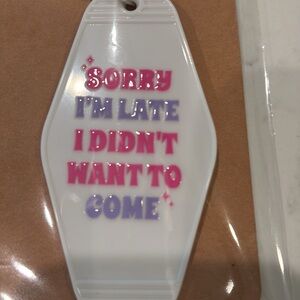 SORRY
I'M LATE
I DIDN'T
WANT TO
COME